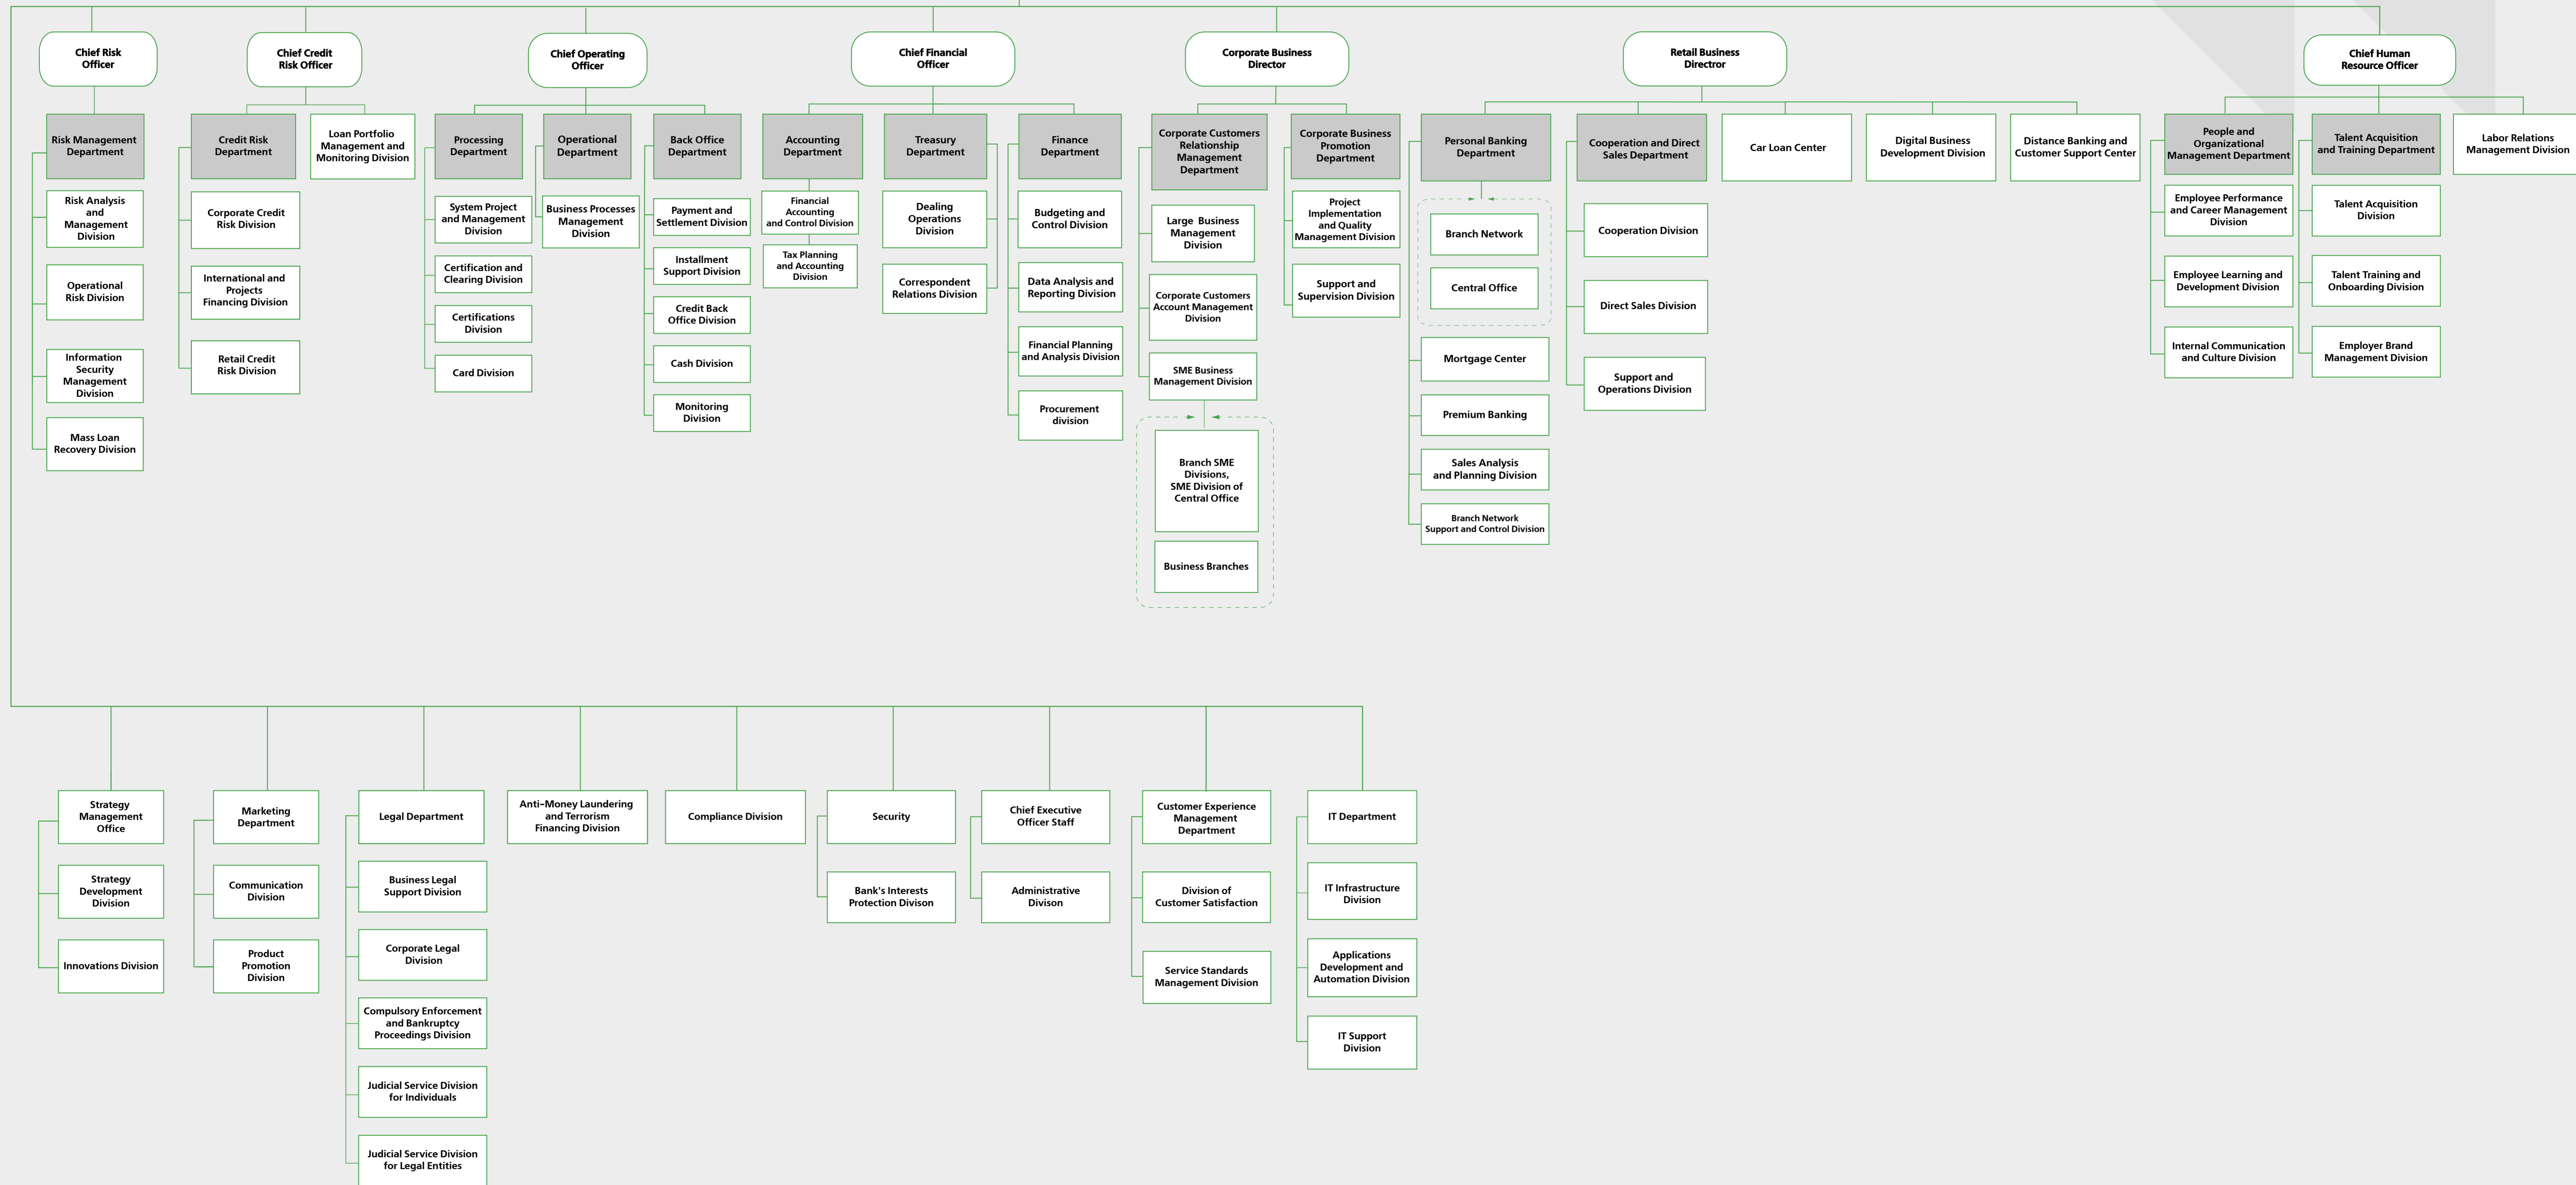 Chief Risk
Officer
Chief Credit
Risk Officer
Chief Operating
Officer
Chief Financial
Officer
Corporate Business
Director
Retail Business
Directror
Chief Human
Resource Officer
Risk Management
Department
Risk Analysis
and
Management
Division
Operational
Risk Division
Information
Security
Management
Division
Mass Loan
Recovery Division
Credit Risk
Department
Corporate Credit
Risk Division
International and
Projects
Financing Division
Retail Credit
Risk Division
Loan Portfolio
Management and
Monitoring Division
Processing
Department
System Project
and Management
Division
Certification and
Clearing Division
Certifications
Division
Card Division
Operational
Department
Business Processes
Management
Division
Back Office
Department
Payment and
Settlement Division
Installment
Support Division
Credit Back
Office Division
Cash Division
Monitoring
Division
Accounting
Department
Financial
Accounting
and Control Division
Tax Planning
and Accounting
Division
Treasury
Department
Dealing
Operations
Division
Correspondent
Relations Division
Finance
Department
Budgeting and
Control Division
Data Analysis and
Reporting Division
Financial Planning
and Analysis Division
Procurement
division
Corporate Customers
Relationship
Management
Department
Large Business
Management
Division
Corporate Customers
Account Management
Division
SME Business
Management Division
Branch SME
Divisions,
SME Division of
Central Office
Business Branches
Corporate Business
Promotion
Department
Project
Implementation
and Quality
Management Division
Support and
Supervision Division
Personal Banking
Department
Branch Network
Central Office
Mortgage Center
Premium Banking
Sales Analysis
and Planning Division
Branch Network
Support and Control Division
Cooperation and Direct
Sales Department
Cooperation Division
Direct Sales Division
Support and
Operations Division
Car Loan Center
Digital Business
Development Division
Distance Banking and
Customer Support Center
People and
Organizational
Management Department
Employee Performance
and Career Management
Division
Employee Learning and
Development Division
Internal Communication
and Culture Division
Talent Acquisition
and Training Department
Talent Acquisition
Division
Talent Training and
Onboarding Division
Employer Brand
Management Division
Labor Relations
Management Division
Strategy
Management
Office
Strategy
Development
Division
Innovations Division
Marketing
Department
Communication
Division
Product
Promotion
Division
Legal Department
Business Legal
Support Division
Corporate Legal
Division
Compulsory Enforcement
and Bankruptcy
Proceedings Division
Judicial Service Division
for Individuals
Judicial Service Division
for Legal Entities
Anti-Money Laundering
and Terrorism
Financing Division
Compliance Division
Security
Bank's Interests
Protection Divison
Chief Executive
Officer Staff
Administrative
Divison
Customer Experience
Management
Department
Division of
Customer Satisfaction
Service Standards
Management Division
IT Department
IT Infrastructure
Division
Applications
Development and
Automation Division
IT Support
Division